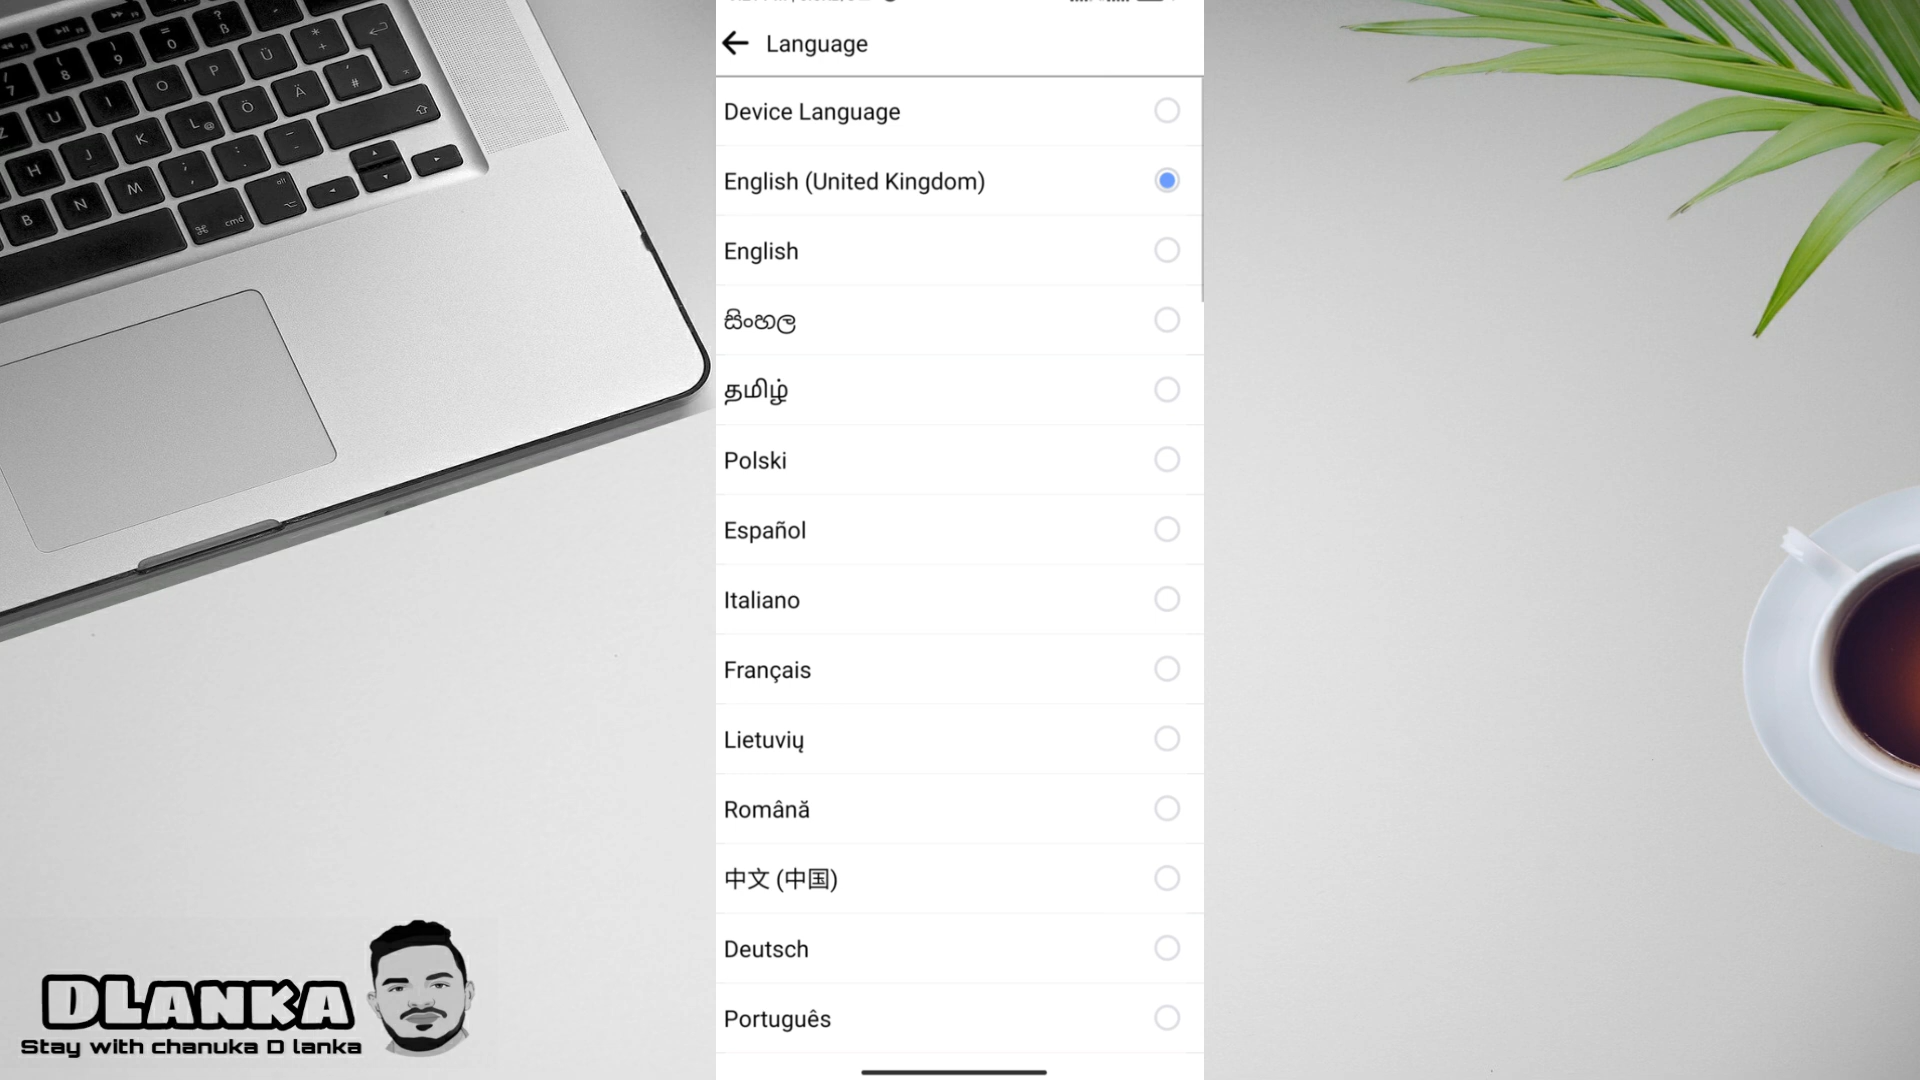 Language
Device Language
English (United Kingdom)
English
සිංහල
தமிழ்
Polski
Español
Italiano
Français
Lietuvių
Română
中文 (中国)
Deutsch
Português
DLANKA
Stay with chanuka D lanka